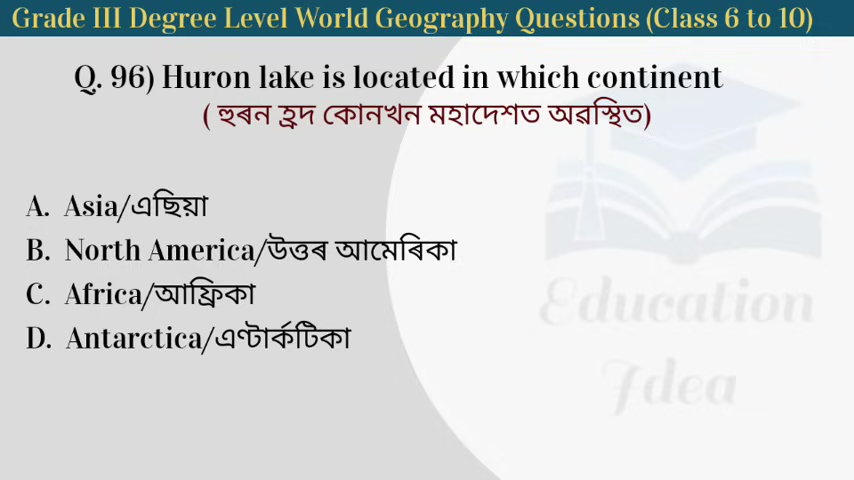 Grade III Degree Level World Geography Questions (Class 6 to 10)
Q. 96) Huron lake is located in which continent
( হুৰন হ্ৰদ কোনখন মহাদেশত অৱস্থিত)
A. Asia/এছিয়া
B. North America/উত্তৰ আমেৰিকা
C. Africa/আফ্ৰিকা
D. Antarctica/এণ্টাৰ্কটিকা
Education
Idea